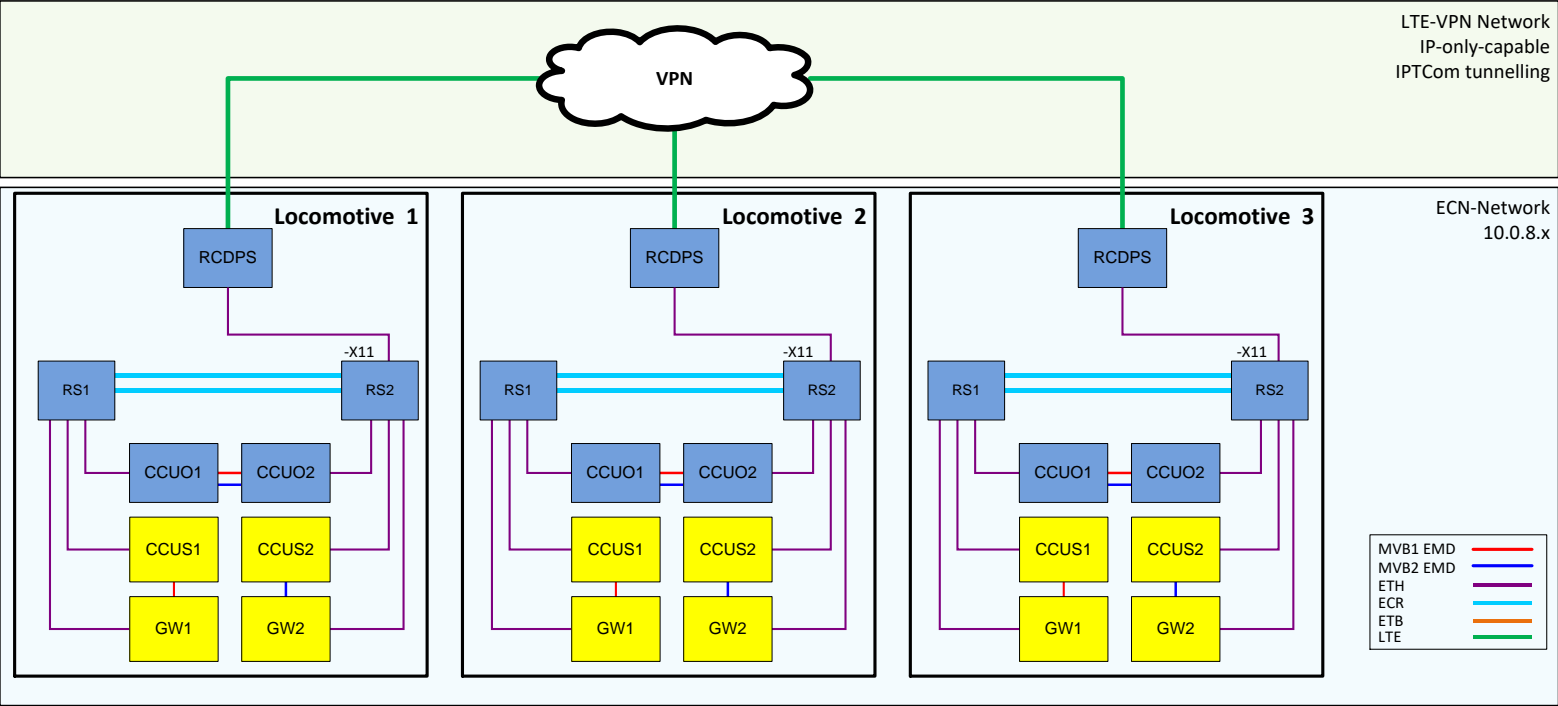 LTE-VPN Network
IP-only-capable
IPTCom tunnelling
VPN
ECN-Network
10.0.8.x
Locomotive 1
RCDPS
-X11
RS1
RS2
CCUO1
CCUO2
CCUS1
CCUS2
GW1
GW2
Locomotive 2
RCDPS
-X11
RS1
RS2
CCUO1
CCUO2
CCUS1
CCUS2
GW1
GW2
Locomotive 3
RCDPS
-X11
RS1
RS2
CCUO1
CCUO2
CCUS1
CCUS2
GW1
GW2
MVB1 EMD
MVB2 EMD
ETH
ECR
ETB
LTE